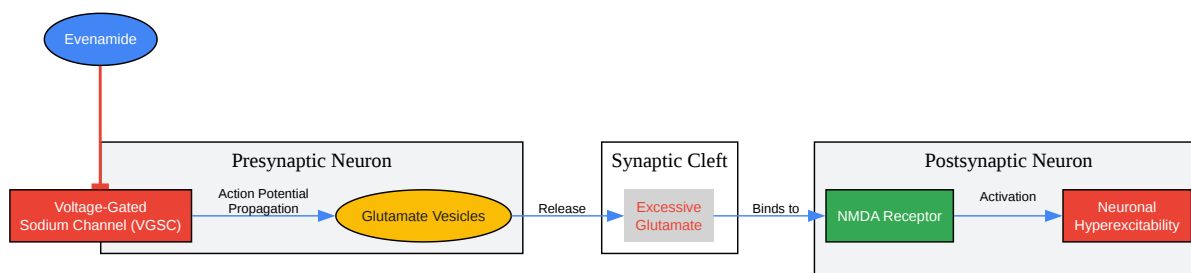 Evenamide
Presynaptic Neuron
Synaptic Cleft
Postsynaptic Neuron
Voltage-Gated
Sodium Channel (VGSC)
Action Potential
Propagation
Glutamate Vesicles
Release
Excessive
Glutamate
Binds to
NMDA Receptor
Activation
Neuronal
Hyperexcitability